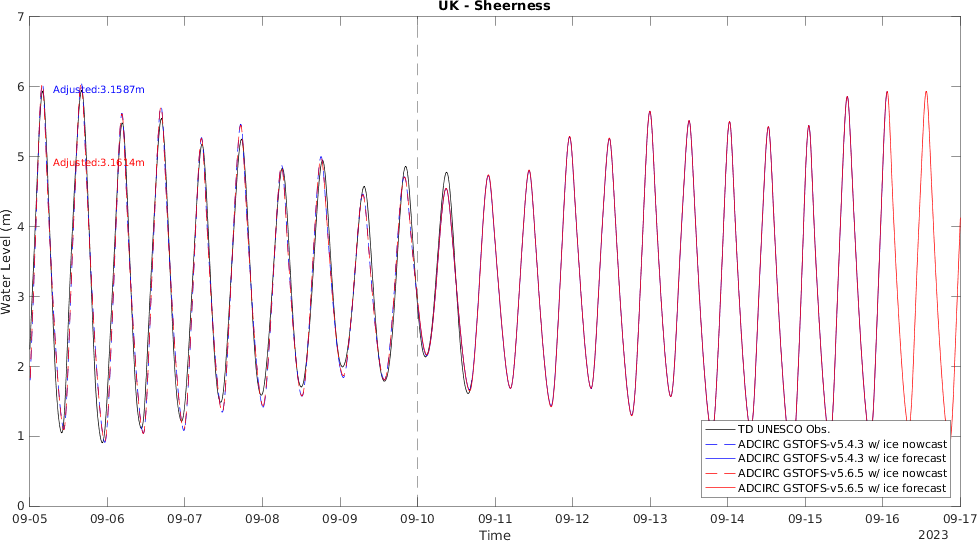 UK - Sheerness
7
6
5
4
3
2
1
0
Water Level (m)
Adjusted:3.1587m
Adjusted:3.1614m
TD UNESCO Obs.
ADCIRC GSTOFS-v5.4.3 w/ ice nowcast
ADCIRC GSTOFS-v5.4.3 w/ ice forecast
ADCIRC GSTOFS-v5.6.5 w/ ice nowcast
ADCIRC GSTOFS-v5.6.5 w/ ice forecast
09-05 09-06 09-07 09-08 09-09 09-10 09-11 09-12 09-13 09-14 09-15 09-16 09-17
Time
2023